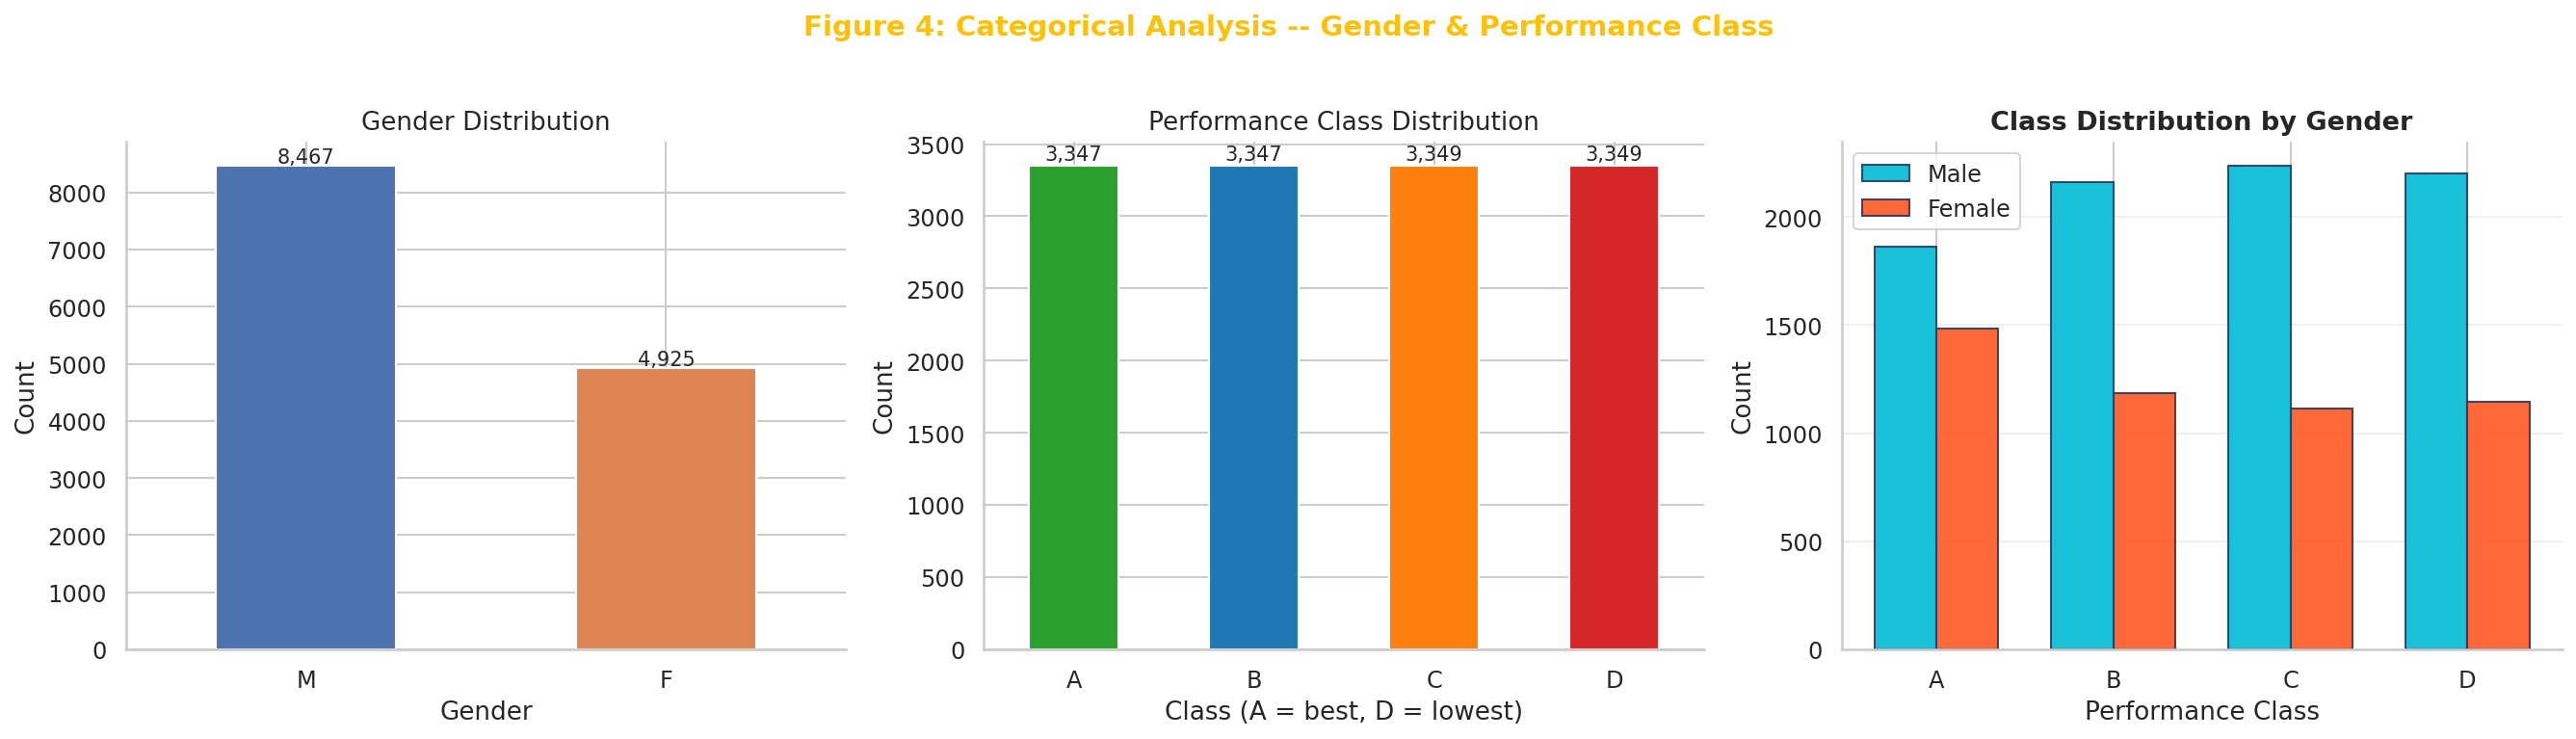 Figure 4: Categorical Analysis -- Gender & Performance Class
Gender Distribution
8,467
4,925
8000
7000
6000
5000
4000
3000
2000
1000
0
Count
M
F
Gender
Performance Class Distribution
3,347
3,347
3,349
3,349
3500
3000
2500
2000
1500
1000
500
0
Count
A
B
C
D
Class (A = best, D = lowest)
Class Distribution by Gender
Male
Female
2000
1500
1000
500
0
Count
A
B
C
D
Performance Class